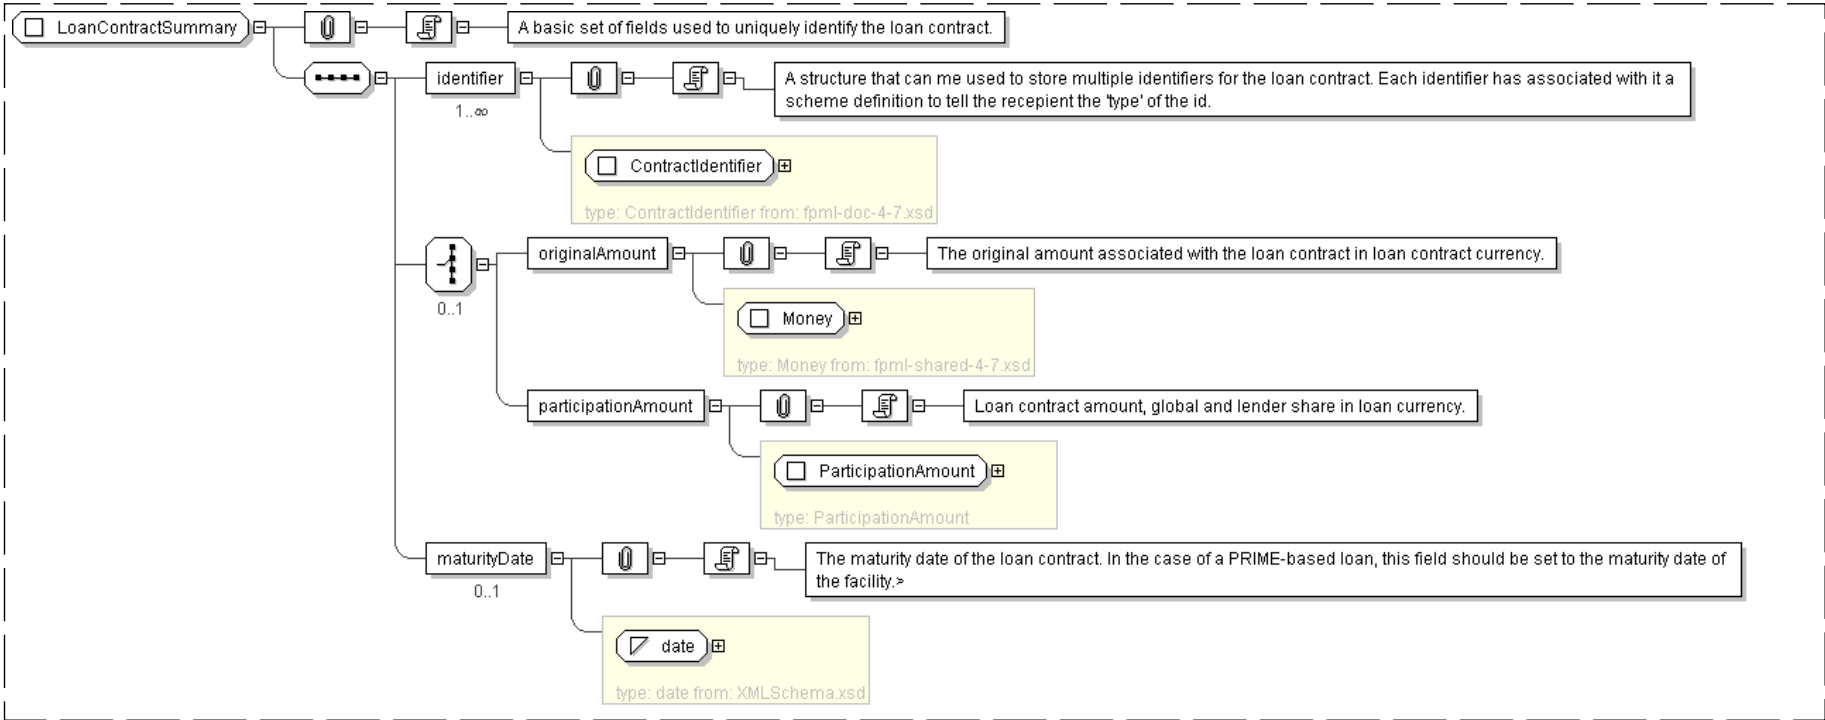 LoanContractSummary
A basic set of fields used to uniquely identify the loan contract.
identifier
1..∞
A structure that can me used to store multiple identifiers for the loan contract. Each identifier has associated with it a
scheme definition to tell the recepient the 'type' of the id.
ContractIdentifier
type: ContractIdentifier from: fpml-doc-4-7.xsd
0..1
originalAmount
The original amount associated with the loan contract in loan contract currency.
Money
type: Money from: fpml-shared-4-7.xsd
participationAmount
Loan contract amount, global and lender share in loan currency.
ParticipationAmount
type: ParticipationAmount
maturityDate
0..1
The maturity date of the loan contract. In the case of a PRIME-based loan, this field should be set to the maturity date of
the facility.>
date
type: date from: XMLSchema.xsd